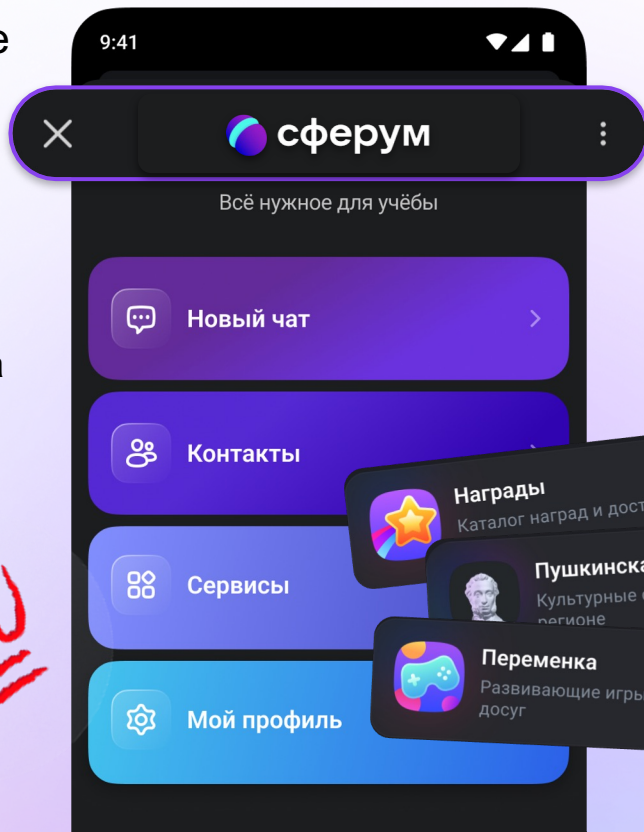 9:41
сферум
Всё нужное для учёбы
Новый чат
Контакты
Награды
Каталог наград и дост
Сервисы
Пушкинска
Культурные
регионе
Переменка
Развивающие игры
досуг
Мой профиль